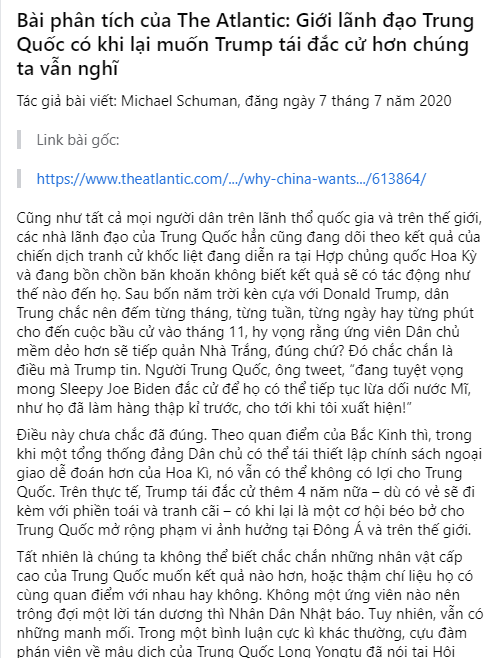 Bài phân tích của The Atlantic: Giới lãnh đạo Trung
Quốc có khi lại muốn Trump tái đắc cử hơn chúng
ta vẫn nghĩ
Tác giả bài viết: Michael Schuman, đăng ngày 7 tháng 7 năm 2020
Link bài gốc:
https://www.theatlantic.com/.../why-china-wants.../613864/
Cũng như tất cả mọi người dân trên lãnh thổ quốc gia và trên thế giới,
các nhà lãnh đạo của Trung Quốc hẳn cũng đang dõi theo kết quả của
chiến dịch tranh cử khốc liệt đang diễn ra tại Hợp chủng quốc Hoa Kỳ
và đang bồn chồn băn khoăn không biết kết quả sẽ có tác động như
thế nào đến họ. Sau bốn năm trời kèn cựa với Donald Trump, dân
Trung chắc nên đếm từng tháng, từng tuần, từng ngày hay từng phút
cho đến cuộc bầu cử vào tháng 11, hy vọng rằng ứng viên Dân chủ
mềm dẻo hơn sẽ tiếp quản Nhà Trắng, đúng chứ? Đó chắc chắn là
điều mà Trump tin. Người Trung Quốc, ông tweet, “đang tuyệt vọng
mong Sleepy Joe Biden đắc cử để họ có thể tiếp tục lừa dối nước Mĩ,
như họ đã làm hàng thập kỉ trước, cho tới khi tôi xuất hiện!”
Điều này chưa chắc đã đúng. Theo quan điểm của Bắc Kinh thì, trong
khi một tổng thống đảng Dân chủ có thể tái thiết lập chính sách ngoại
giao dễ đoán hơn của Hoa Kì, nó vẫn có thể không có lợi cho Trung
Quốc. Trên thực tế, Trump tái đắc cử thêm 4 năm nữa – dù có vẻ sẽ đi
kèm với phiền toái và tranh cãi – có khi lại là một cơ hội béo bở cho
Trung Quốc mở rộng phạm vi ảnh hưởng tại Đông Á và trên thế giới.
Tất nhiên là chúng ta không thể biết chắc chắn những nhân vật cấp
cao của Trung Quốc muốn kết quả nào hơn, hoặc thậm chí liệu họ có
cùng quan điểm với nhau hay không. Không một ứng viên nào nên
trông đợi một lời tán dương thì Nhân Dân Nhật báo. Tuy nhiên, vẫn có
những manh mối. Trong một bình luận cực kì khác thường, cựu đàm
phán viên về mậu dịch của Trung Quốc Long Yongtu đã nói tại Hội